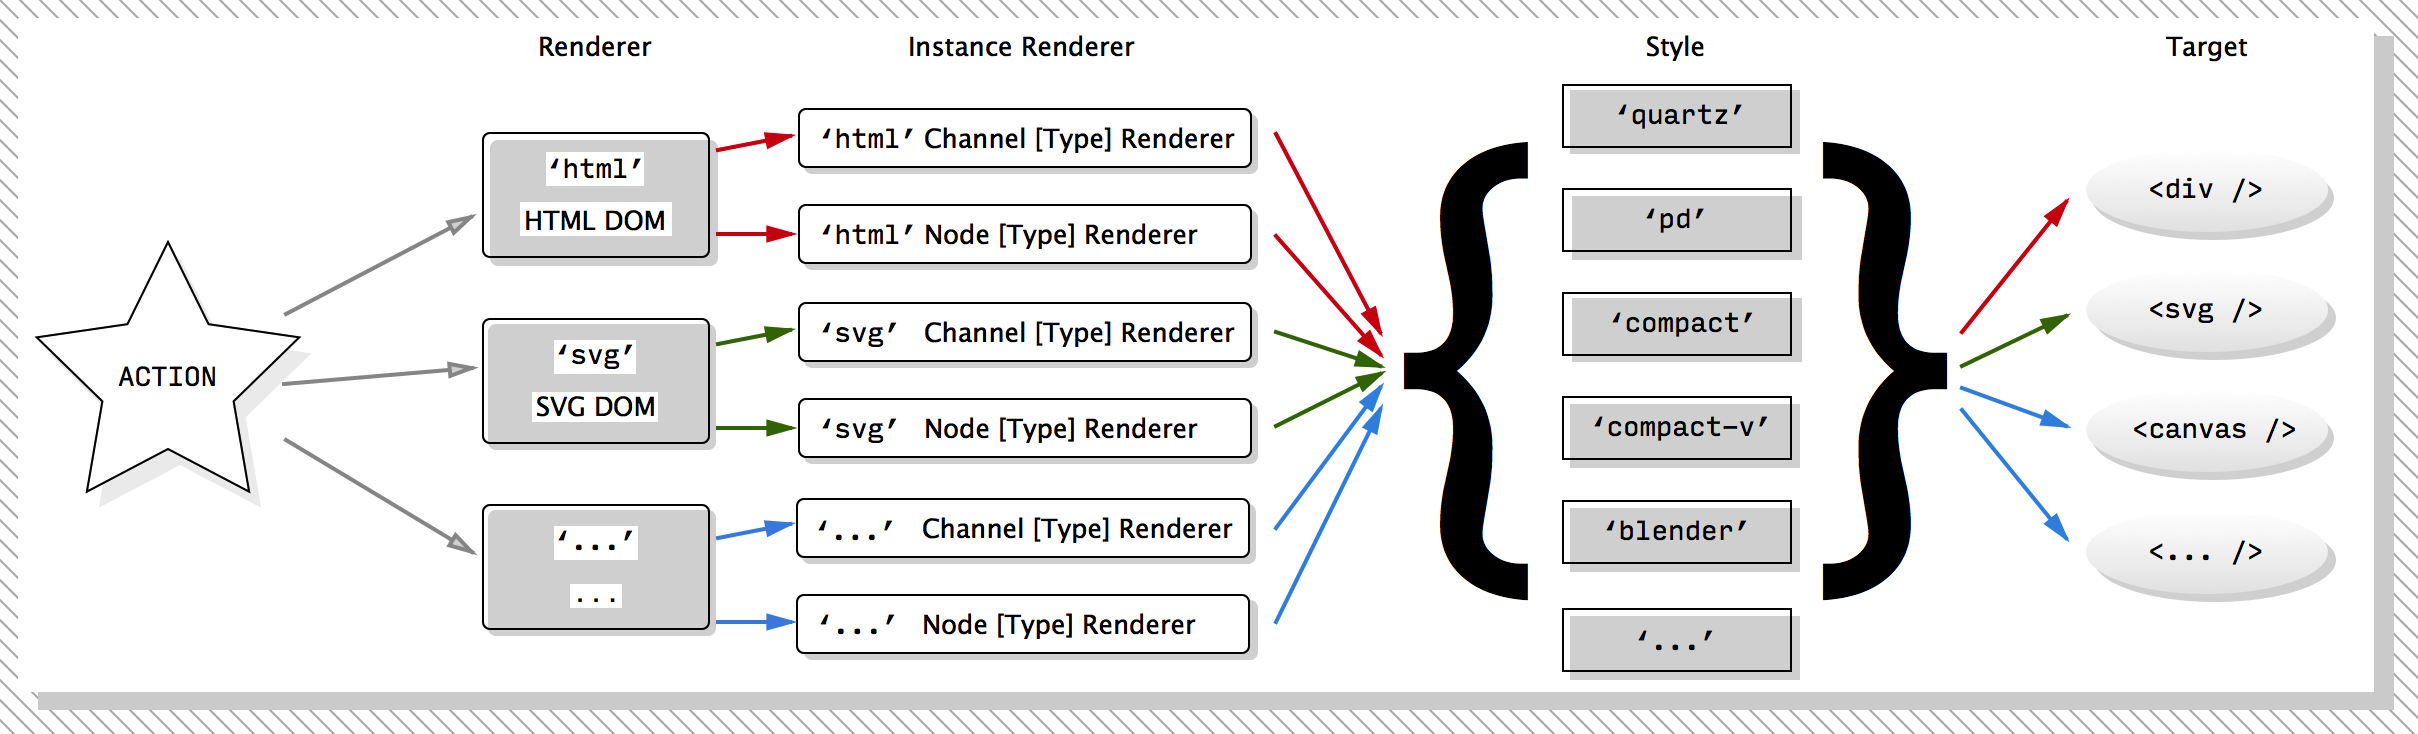 Renderer
Instance Renderer
Style
Target
ACTION
‘html’
HTML DOM
‘svg’
SVG DOM
‘...’
...
‘html’ Channel [Type] Renderer
‘html’ Node [Type] Renderer
‘svg’ Channel [Type] Renderer
‘svg’ Node [Type] Renderer
‘...’ Channel [Type] Renderer
‘...’ Node [Type] Renderer
{
‘quartz’
‘pd’
‘compact’
‘compact-v’
‘blender’
‘...’
}
<div />
<svg />
<canvas />
<... />